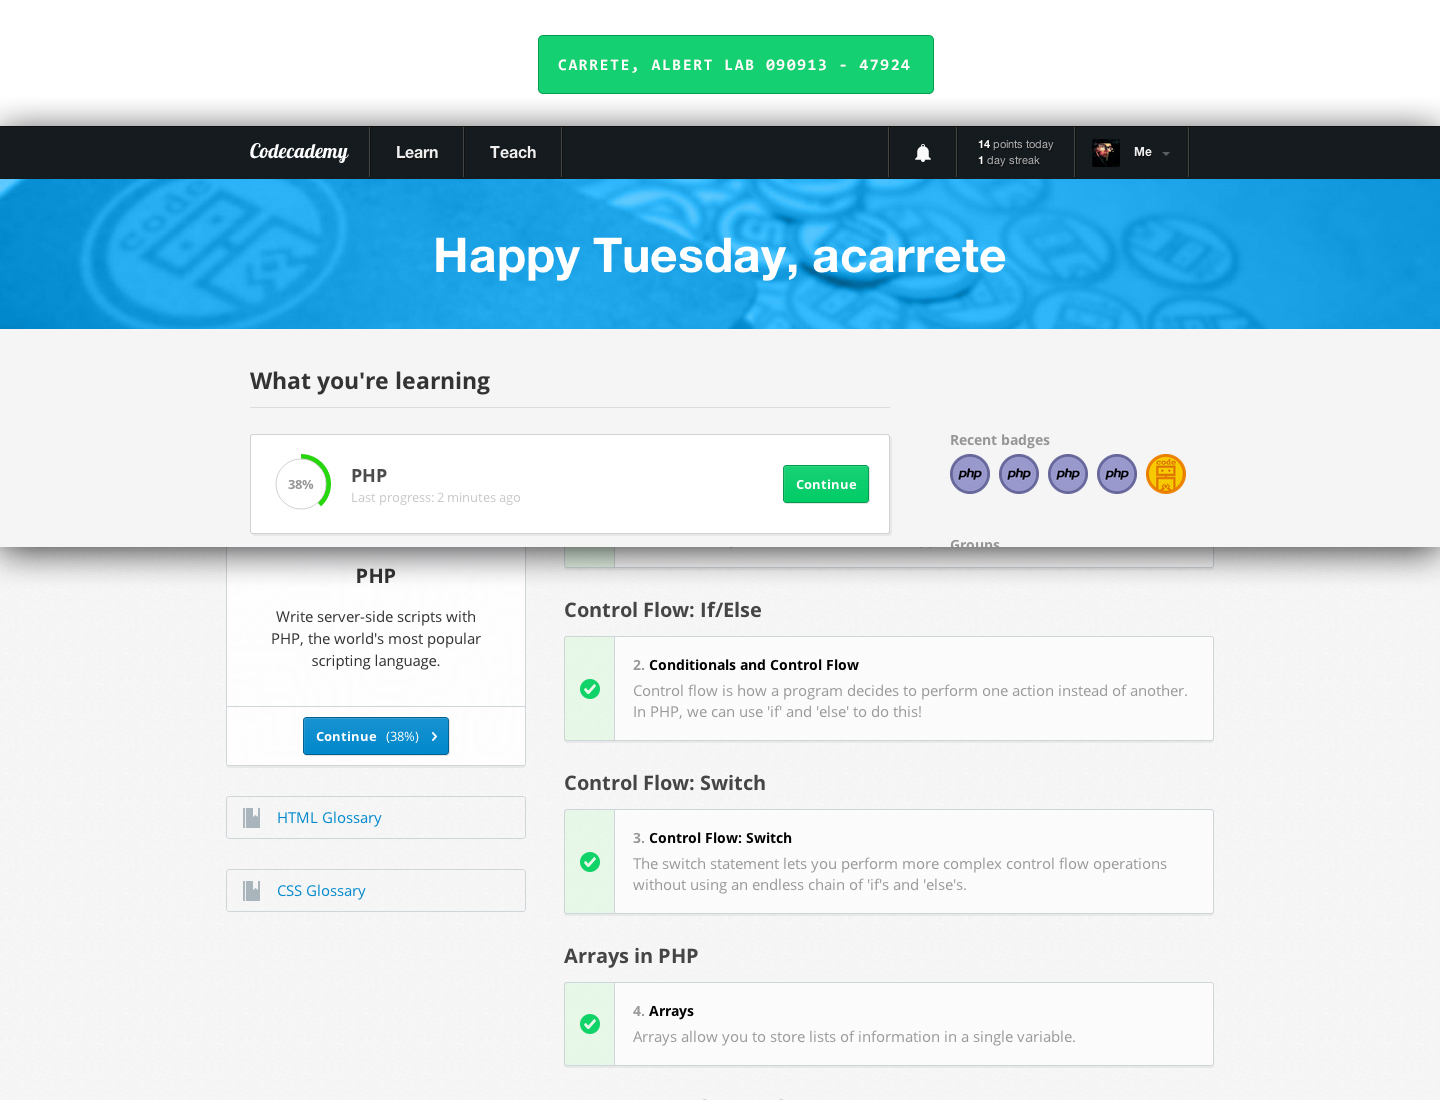 CARRETE, ALBERT LAB 090913 - 47924
Codecademy
Learn
Teach
14 points today
1 day streak
Me
Happy Tuesday, acarrete
What you're learning
38%
PHP
Last progress: 2 minutes ago
Continue
Recent badges
php
php
php
php
code
Groups
PHP
Write server-side scripts with
PHP, the world's most popular
scripting language.
Continue (38%)
HTML Glossary
CSS Glossary
Control Flow: If/Else
2. Conditionals and Control Flow
Control flow is how a program decides to perform one action instead of another.
In PHP, we can use 'if' and 'else' to do this!
Control Flow: Switch
3. Control Flow: Switch
The switch statement lets you perform more complex control flow operations
without using an endless chain of 'if's and 'else's.
Arrays in PHP
4. Arrays
Arrays allow you to store lists of information in a single variable.